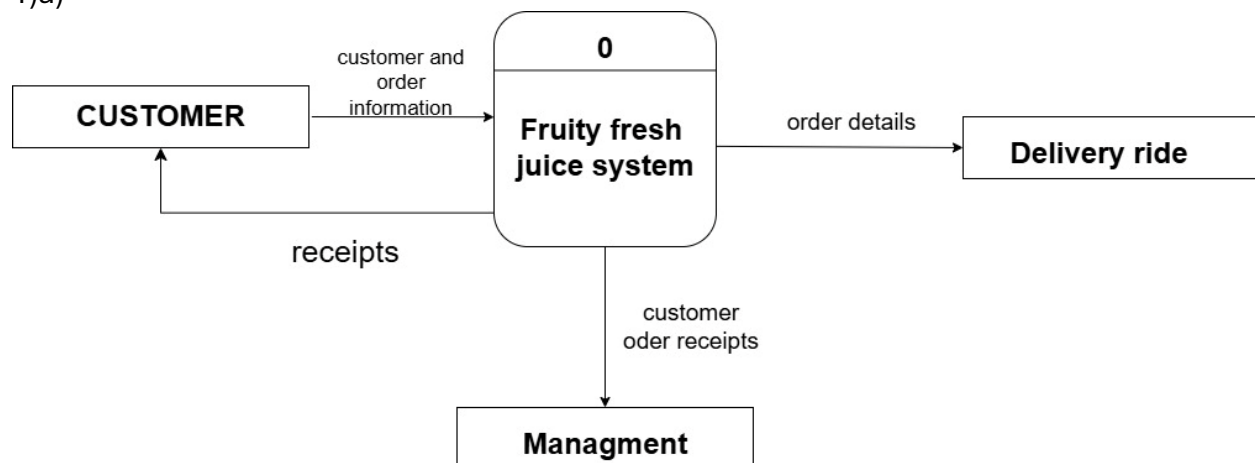 1)a)
0
customer and
order
information
CUSTOMER
Fruity fresh
juice system
order details
Delivery ride
receipts
customer
oder receipts
Managment